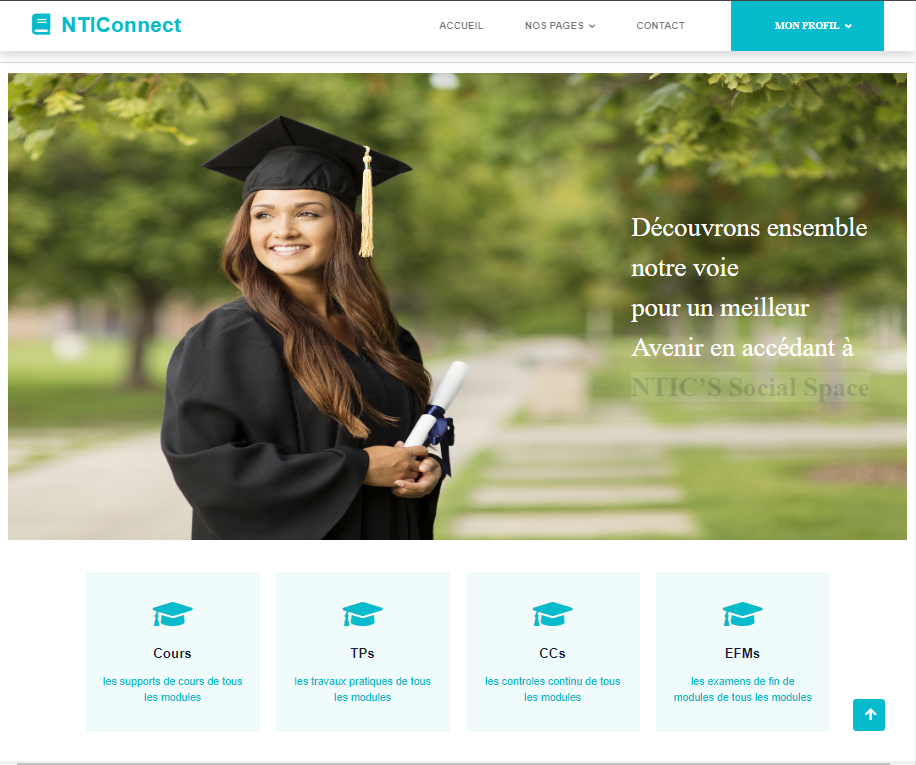 NTIConnect
ACCUEIL
NOS PAGES
CONTACT
MON PROFIL
Découvrons ensemble
notre voie
pour un meilleur
Avenir en accédant à
NTIC’S Social Space
Cours
les supports de cours de tous
les modules
TPs
les travaux pratiques de tous
les modules
CCs
les controles continu de tous
les modules
EFMs
les examens de fin de
modules de tous les modules